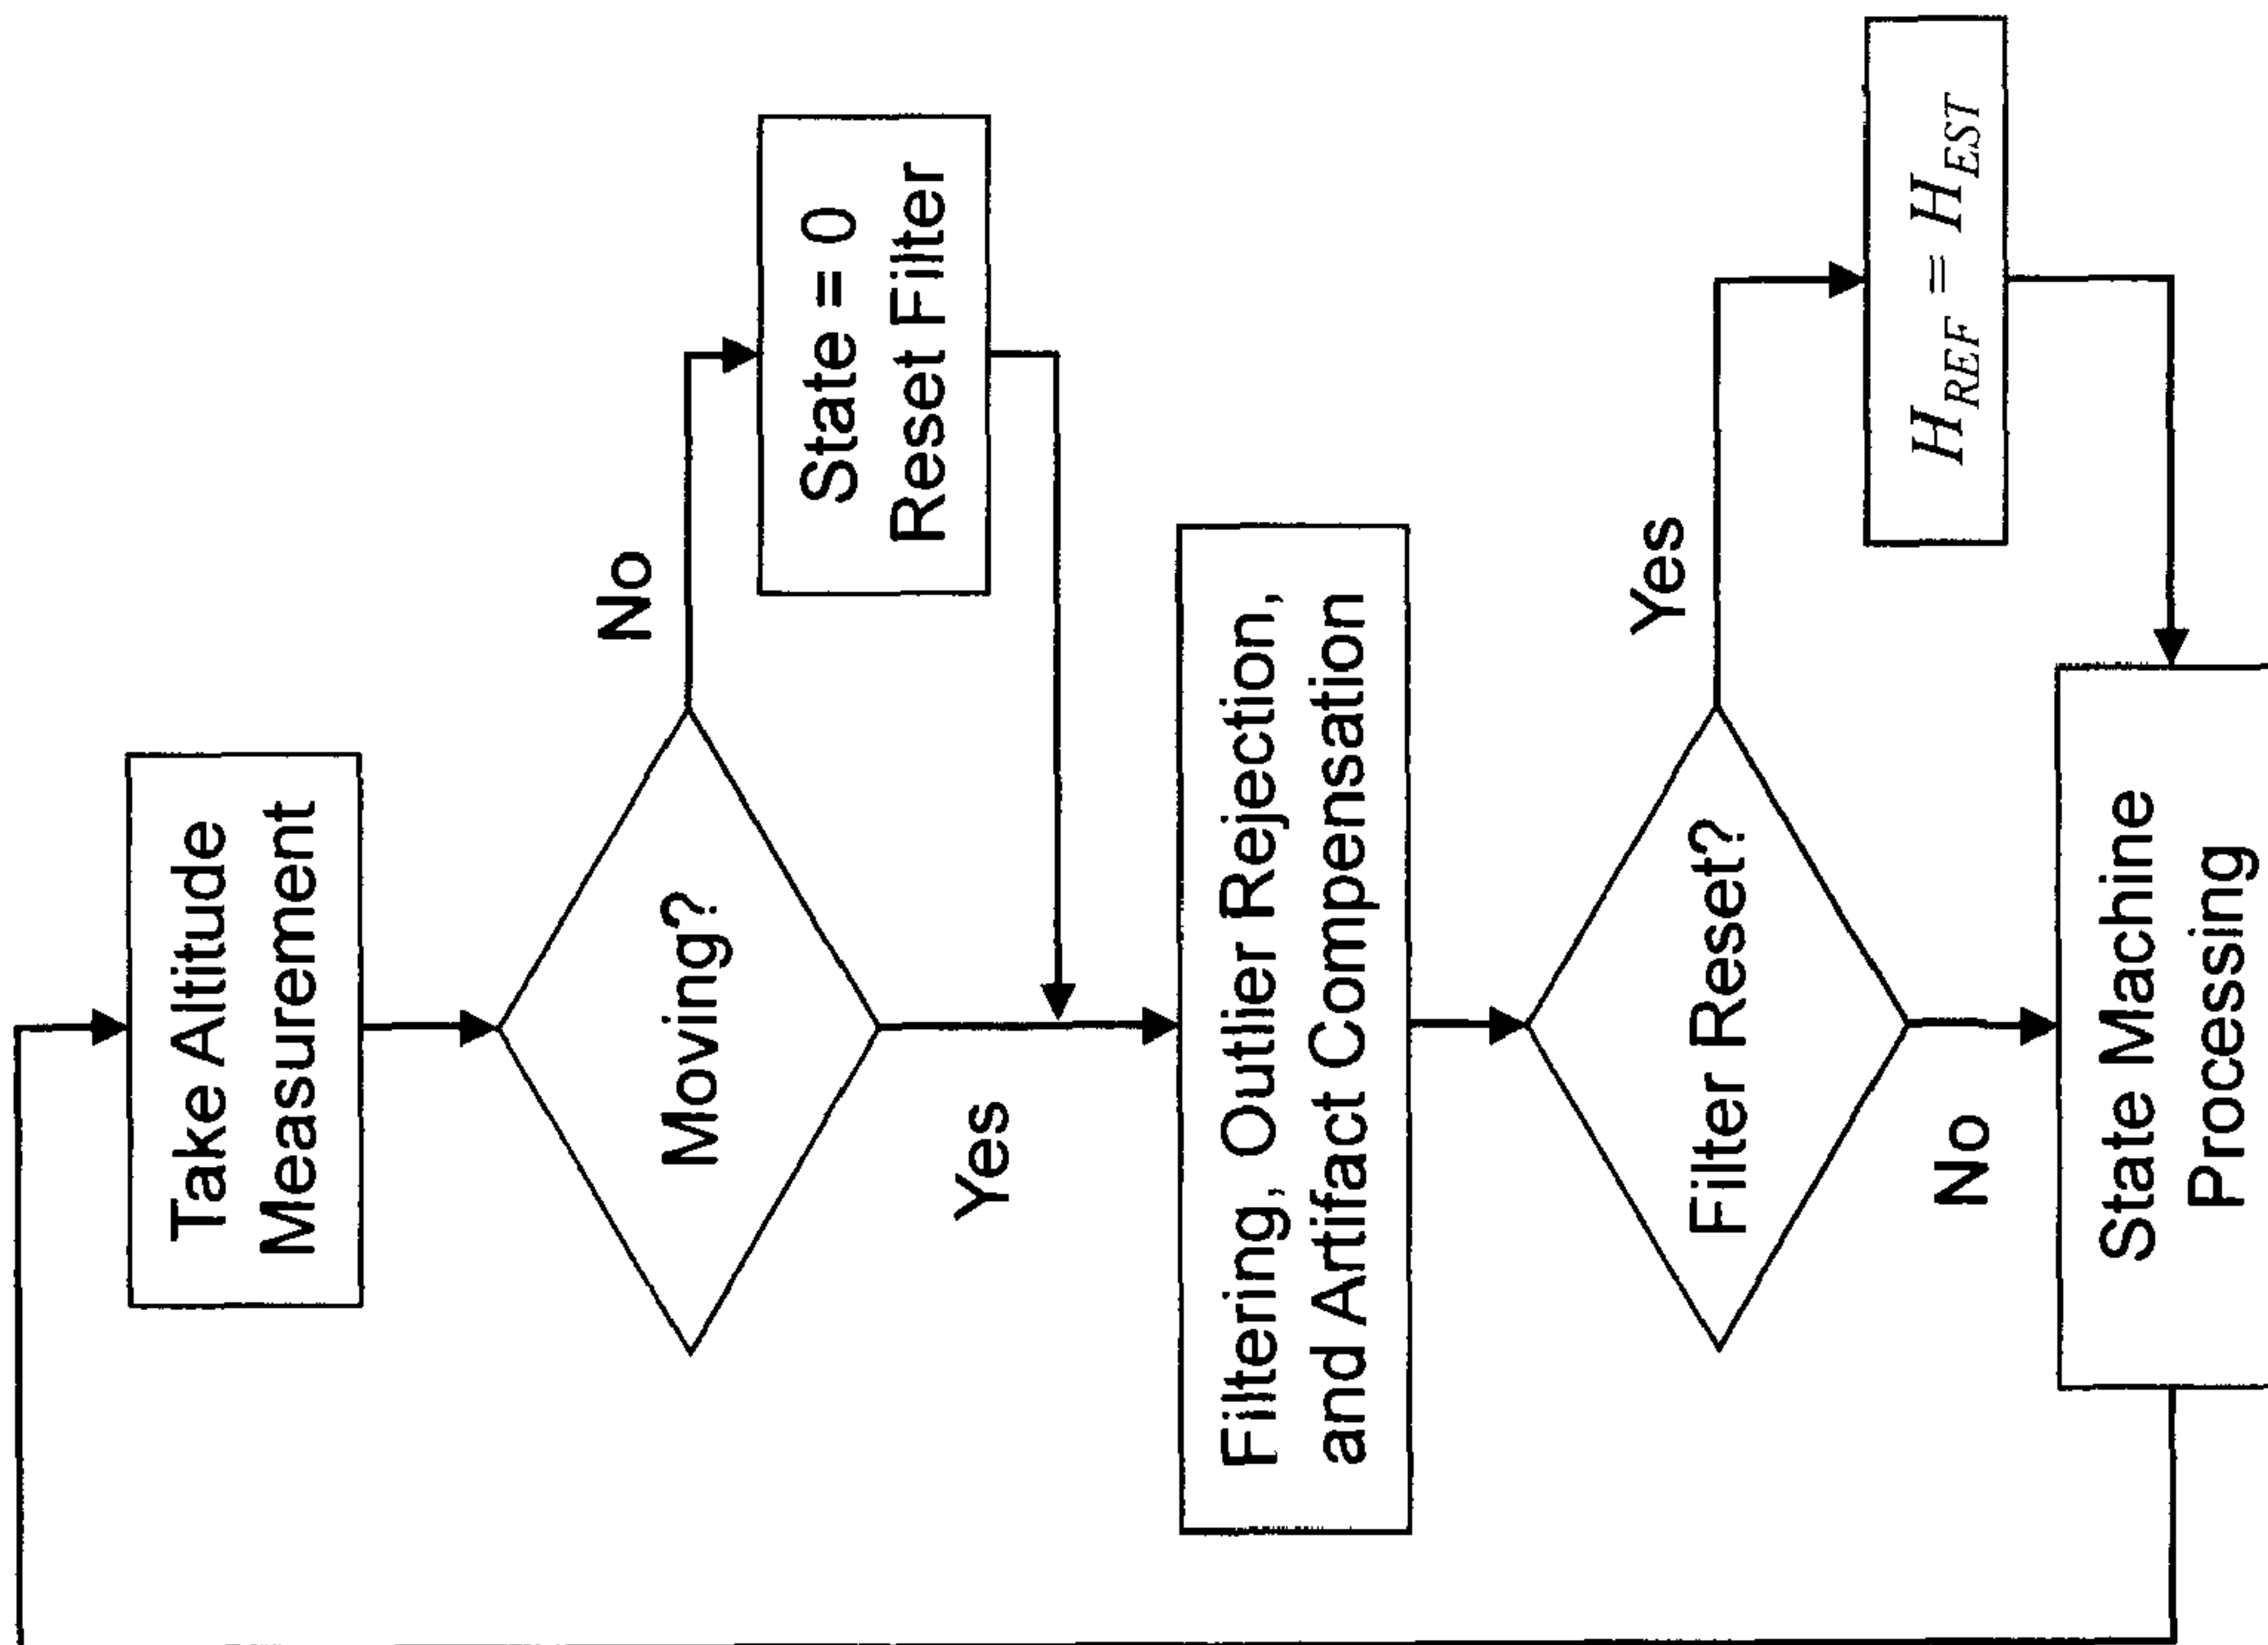 Take Altitude
Measurement
Moving?
No
State = 0
Reset Filter
Yes
Filtering, Outlier Rejection,
and Artifact Compensation
Filter Reset?
Yes
H_REF = H_EST
No
State Machine
Processing